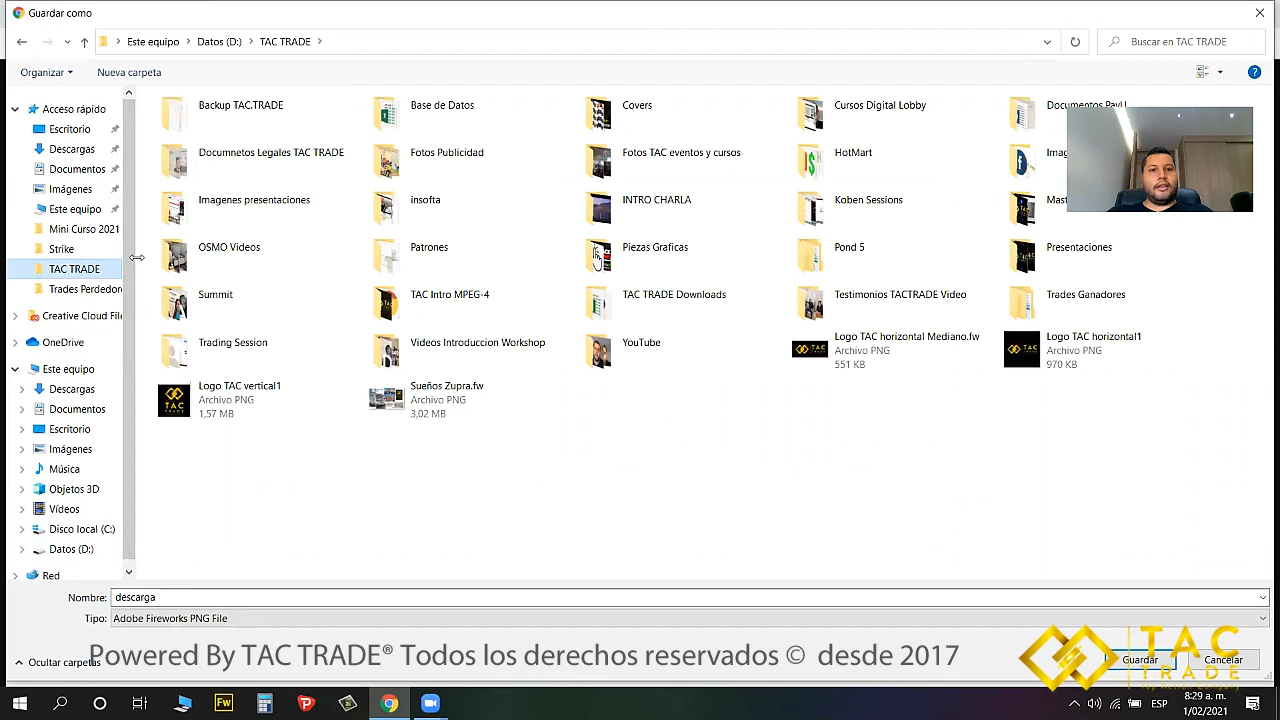 Guardar como
Este equipo > Datos (D:) > TAC TRADE >
Buscar en TAC TRADE
Organizar
Nueva carpeta
Acceso rápido
Escritorio
Descargas
Documentos
Imágenes
Este equipo
Mini Curso 2021
Strike
TAC TRADE
Trades Perdedor
Creative Cloud File
OneDrive
Este equipo
Descargas
Documentos
Escritorio
Imágenes
Música
Objetos 3D
Vídeos
Disco local (C:)
Datos (D:)
Red
Backup TAC.TRADE
Base de Datos
Covers
Cursos Digital Lobby
Documentos PayU
Documnetos Legales TAC TRADE
Fotos Publicidad
Fotos TAC eventos y cursos
HotMart
Imag
Imagenes presentaciones
insofta
INTRO CHARLA
Koben Sessions
Mast
OSMO Videos
Patrones
Piezas Graficas
Pond 5
Presentaciones
Summit
TAC Intro MPEG-4
TAC TRADE Downloads
Testimonios TACTRADE Video
Trades Ganadores
Trading Session
Videos Introduccion Workshop
YouTube
Logo TAC horizontal Mediano.fw
Archivo PNG
551 KB
Logo TAC horizontal1
Archivo PNG
970 KB
Logo TAC vertical1
Archivo PNG
1,57 MB
Sueños Zupra.fw
Archivo PNG
3,02 MB
Nombre: descarga
Tipo: Adobe Fireworks PNG File
Ocultar carpetas
Guardar
Cancelar
Powered By TAC TRADE® Todos los derechos reservados © desde 2017
TAC
TRADE
Top Action Company
Fw
ESP
8:29 a. m.
1/02/2021